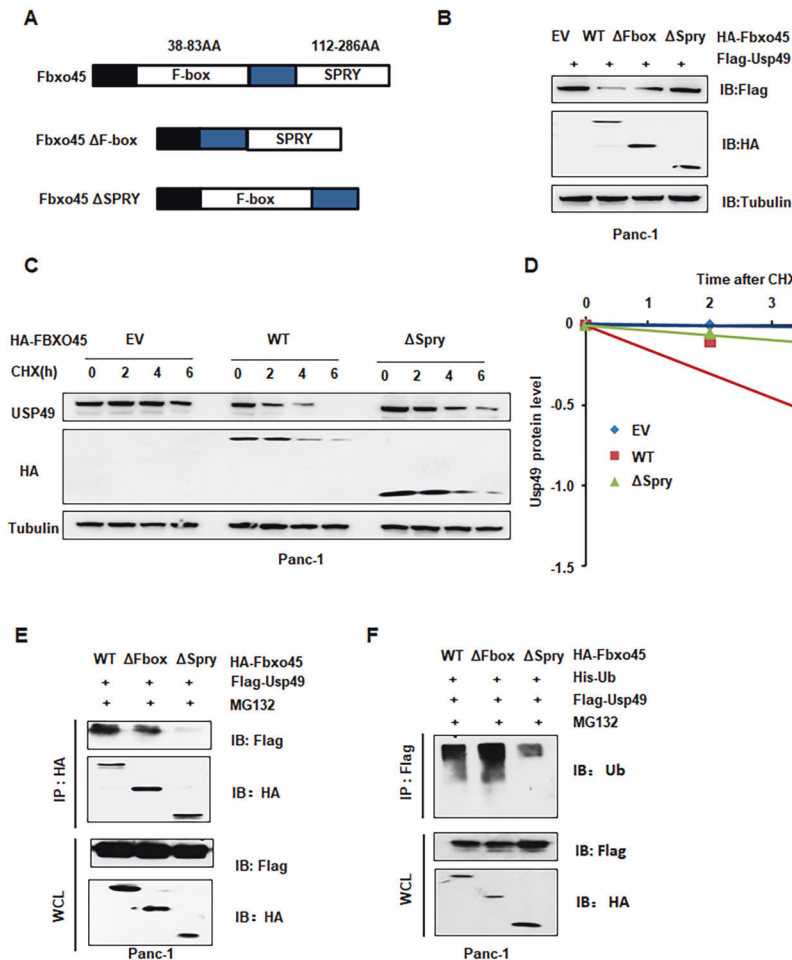 A
38-83AA 112-286AA
Fbxo45 F-box SPRY
Fbxo45 ΔF-box SPRY
Fbxo45 ΔSPRY F-box
B
EV WT ΔFbox ΔSpry HA-Fbxo45
+ + + + Flag-Usp49
IB:Flag
IB:HA
IB:Tubulin
Panc-1
C
HA-FBXO45 EV WT ΔSpry
CHX(h) 0 2 4 6 0 2 4 6 0 2 4 6
USP49
HA
Tubulin
Panc-1
D
Time after CHX
0 1 2 3
0
-0.5
-1.0
-1.5
Usp49 protein level
EV
WT
ΔSpry
E
WT ΔFbox ΔSpry HA-Fbxo45
+ + + Flag-Usp49
+ + + MG132
IP : HA
IB: Flag
IB: HA
WCL
IB: Flag
IB: HA
Panc-1
F
WT ΔFbox ΔSpry HA-Fbxo45
+ + + His-Ub
+ + + Flag-Usp49
+ + + MG132
IP : Flag
IB: Ub
WCL
IB: Flag
IB: HA
Panc-1